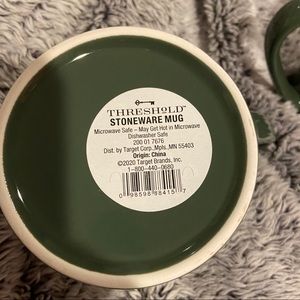 THRESHOLD™
STONEWARE MUG
Microwave Safe – May Get Hot in Microwave
Dishwasher Safe
200 01 7676
Dist. by Target Corp., Mpls., MN 55403
Origin: China
©2020 Target Brands, Inc.
1-800-440-0680